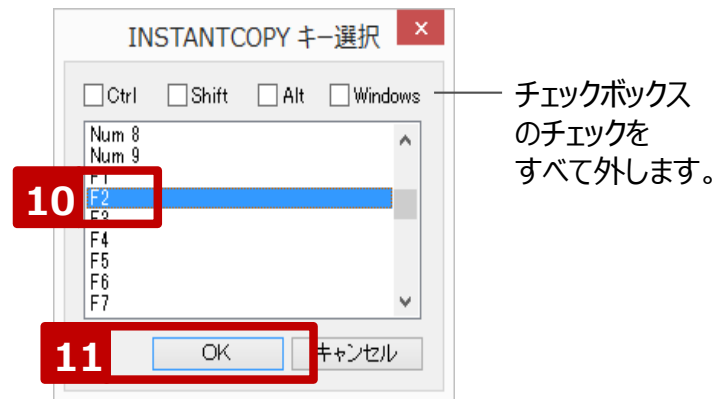 INSTANTCOPY キー選択
Ctrl Shift Alt Windows
チェックボックス
のチェックを
すべて外します。
Num 8
Num 9
F1
10
F2
F3
F4
F5
F6
F7
11
OK
キャンセル